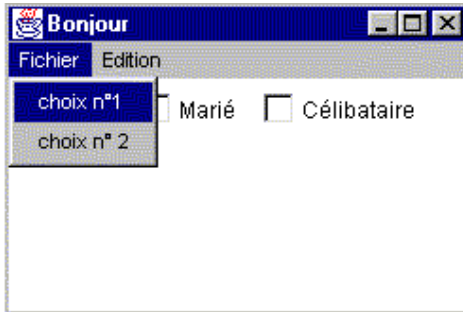 Bonjour
Fichier Edition
choix n°1 Marié Célibataire
choix n° 2